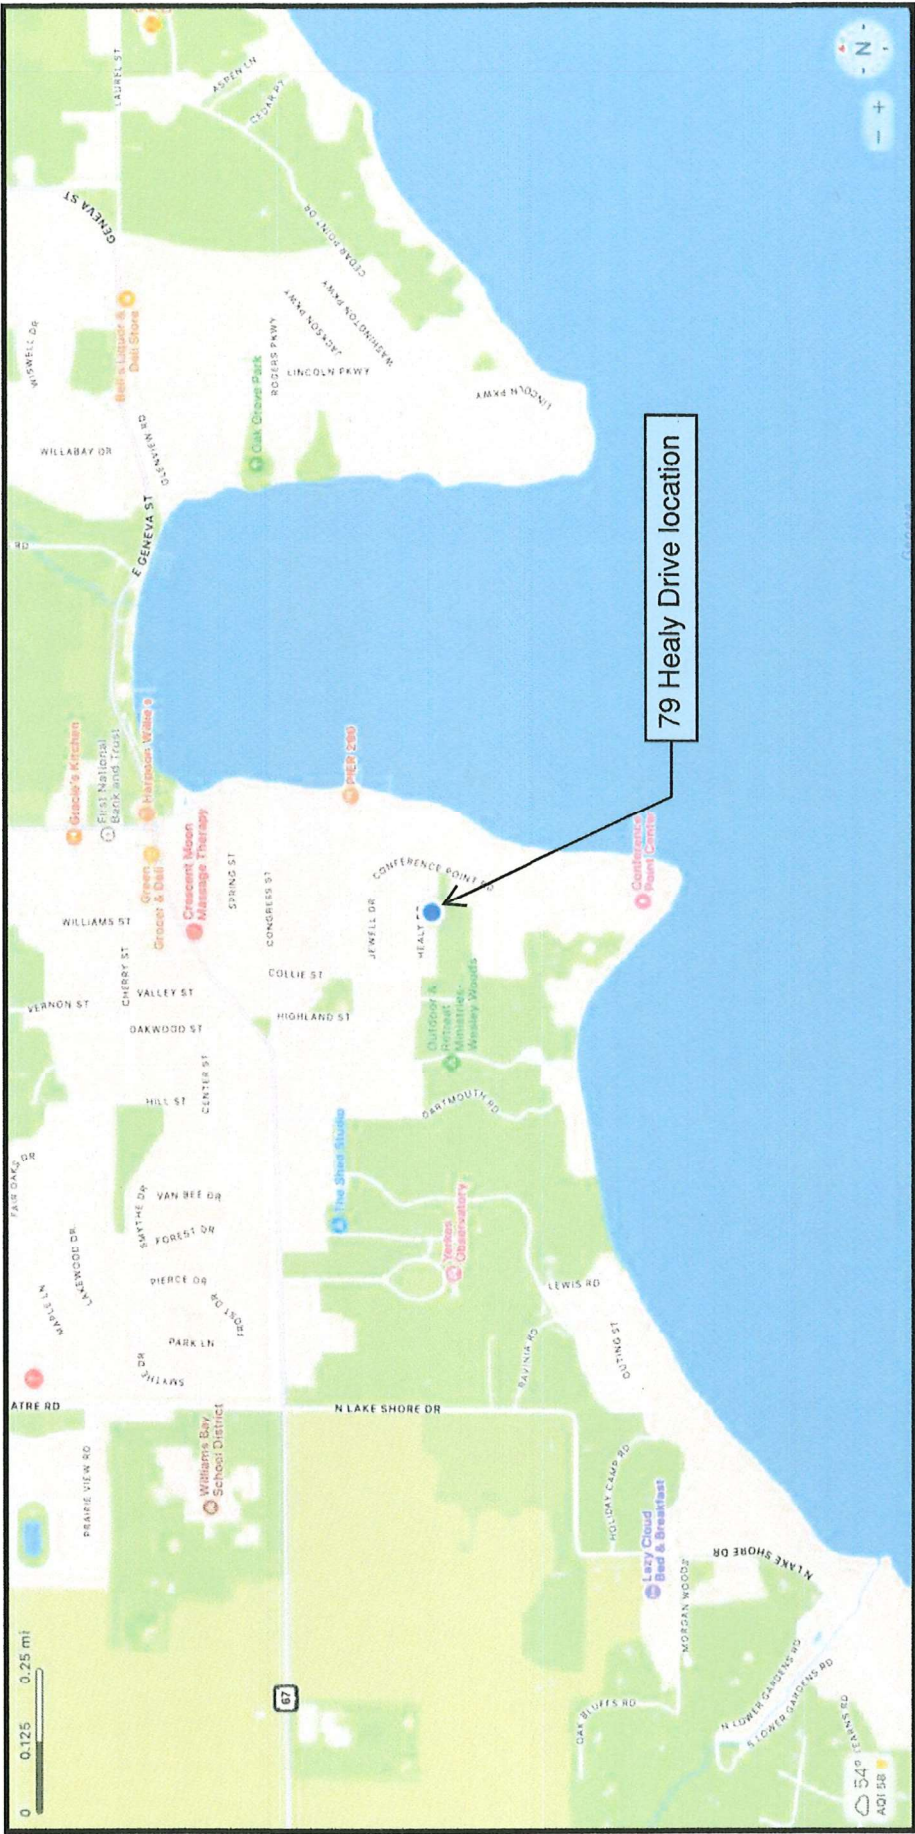 0 0.125 0.25 mi
ATRE RD
PRAIRIE VIEW RD
Williams Bay
School District
67
N LAKE SHORE DR
MAPLE LN
LAKEWOOD DR
FAIR OAKS DR
SMYTHE DR
VAN BEE DR
FOREST DR
PIERCE DR
FROST DR
PARK LN
SMYTHE DR
HILL ST
CENTER ST
VERNON ST
CHERRY ST
VALLEY ST
OAKWOOD ST
WILLIAMS ST
Gracie's Kitchen
First National
Bank and Trust
Harpoon Willie's
Green
Grocer & Deli
Crescent Moon
Massage Therapy
SPRING ST
CONGRESS ST
COLLIE ST
HIGHLAND ST
JEWELL DR
HEALY
CONFERENCE POINT RD
PIER 290
RD
E GENEVA ST
WILLABAY DR
GLENVIEW RD
WISWELL DR
Bell's Liquor &
Deli Store
GENEVA ST
LAUREL ST
ASPEN LN
CEDAR PT
CEDAR POINT DR
JACKSON PKWY
WASHINGTON PKWY
ROGERS PKWY
LINCOLN PKWY
LINCOLN PKWY
Oak Grove Park
The Shed Studio
Yerkes
Observatory
Outdoor &
Retreat
Ministries-
Wesley Woods
DARTMOUTH RD
LEWIS RD
RAVINIA RD
OUTING ST
HOLIDAY CAMP RD
Lazy Cloud
Bed & Breakfast
MORGAN WOODS
N LAKE SHORE DR
OAK BLUFFS RD
N LOWER GARDENS RD
S LOWER GARDENS RD
Conference
Point Center
79 Healy Drive location
54°
AQI 58
N
− +